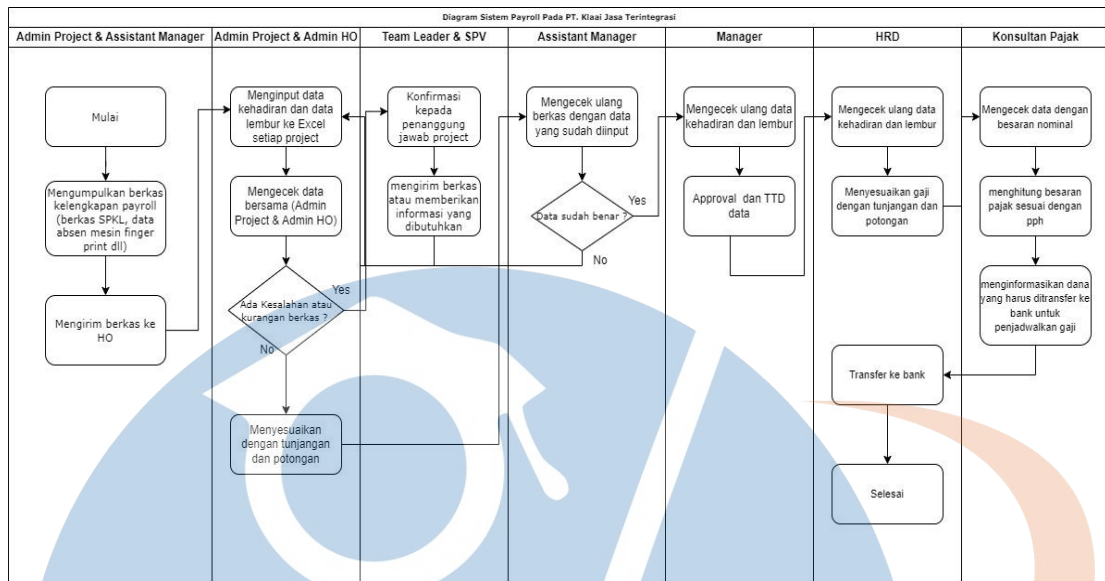 Diagram Sistem Payroll Pada PT. Klaai Jasa Terintegrasi
Admin Project & Assistant Manager
Admin Project & Admin HO
Team Leader & SPV
Assistant Manager
Manager
HRD
Konsultan Pajak
Mulai
Mengumpulkan berkas
kelengkapan payroll
(berkas SPKL, data
absen mesin finger
print dll)
Mengirim berkas ke
HO
Menginput data
kehadiran dan data
lembur ke Excel
setiap project
Mengecek data
bersama (Admin
Project & Admin HO)
Ada Kesalahan atau
kurangan berkas ?
Yes
No
Menyesuaikan
dengan tunjangan
dan potongan
Konfirmasi
kepada
penanggung
jawab project
mengirim berkas
atau memberikan
informasi yang
dibutuhkan
Mengecek ulang
berkas dengan data
yang sudah diinput
Data sudah benar ?
Yes
No
Mengecek ulang data
kehadiran dan lembur
Approval dan TTD
data
Mengecek ulang data
kehadiran dan lembur
Menyesuaikan gaji
dengan tunjangan dan
potongan
Transfer ke bank
Selesai
Mengecek data dengan
besaran nominal
menghitung besaran
pajak sesuai dengan
pph
menginformasikan dana
yang harus ditransfer ke
bank untuk
penjadwalkan gaji